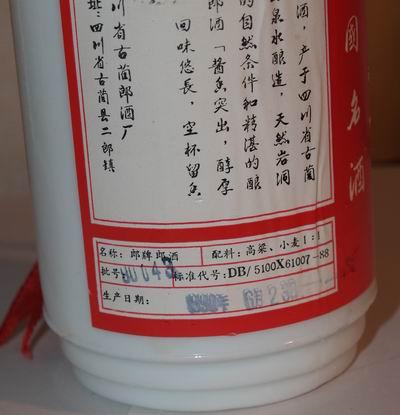 國名酒
酒，产于四川省古蔺
泉水酿造，天然岩洞
的自然条件和精湛的酿
郎酒「酱香突出，醇厚
回味悠長，空杯留香
川省古蔺郎酒厂
址：四川省古蔺县二郎镇
名称：郎牌郎酒
配料：高梁、小麦1：1
批号
标准代号：DB/5100X61007-88
生产日期：